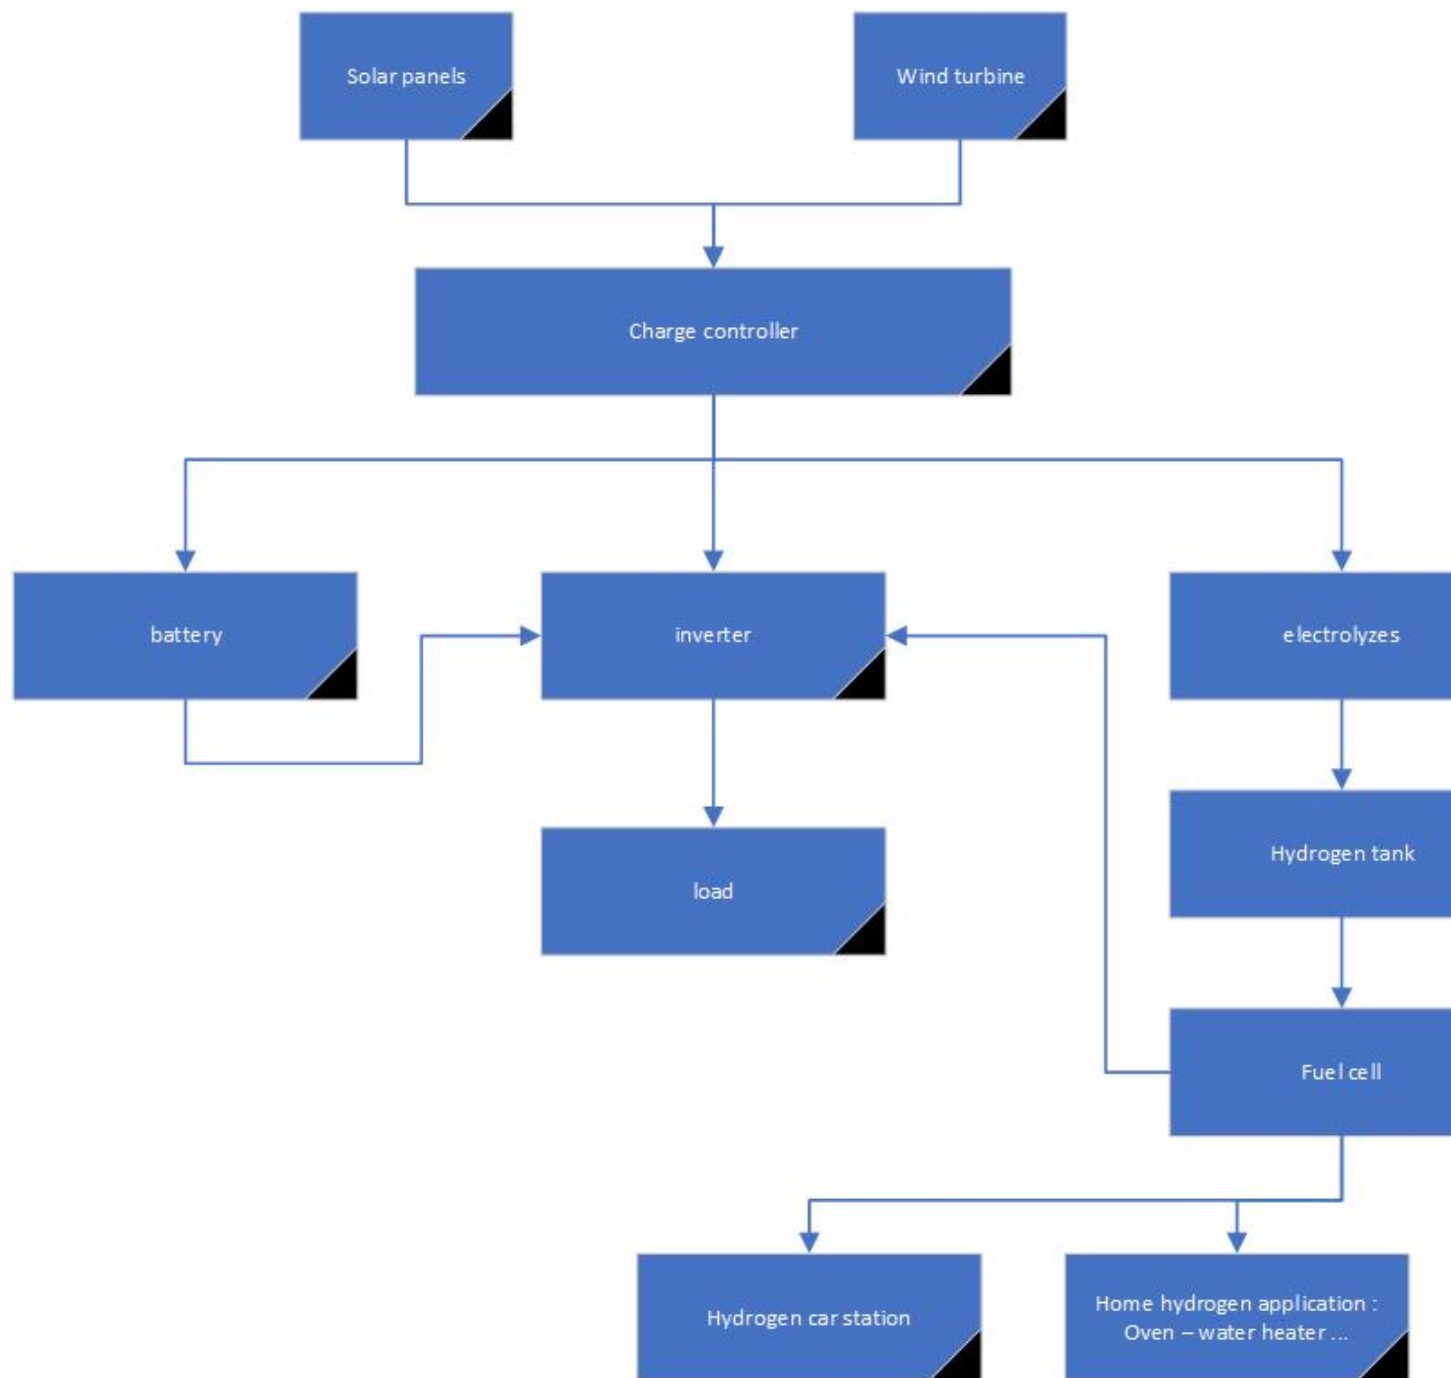 Solar panels
Wind turbine
Charge controller
battery
inverter
electrolyzes
Hydrogen tank
load
Fuel cell
Hydrogen car station
Home hydrogen application :
Oven – water heater ...